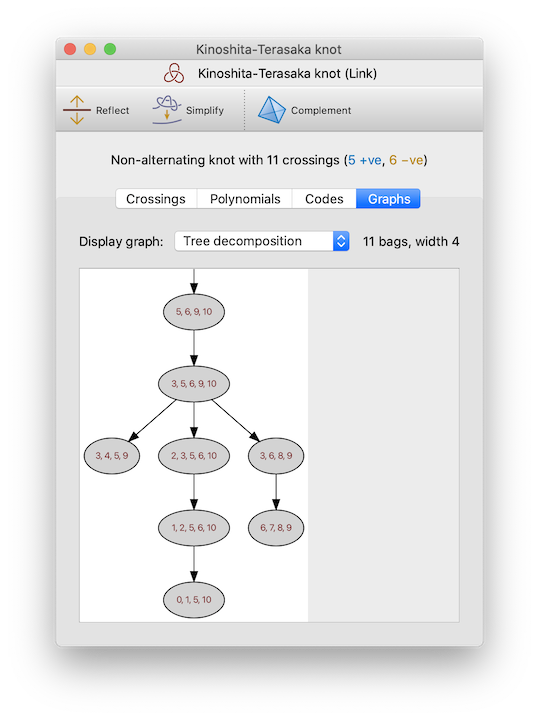 Kinoshita-Terasaka knot
Kinoshita-Terasaka knot (Link)
Reflect Simplify Complement
Non-alternating knot with 11 crossings (5 +ve, 6 −ve)
Crossings Polynomials Codes Graphs
Display graph: Tree decomposition 11 bags, width 4
5, 6, 9, 10
3, 5, 6, 9, 10
3, 4, 5, 9 2, 3, 5, 6, 10 3, 6, 8, 9
1, 2, 5, 6, 10 6, 7, 8, 9
0, 1, 5, 10